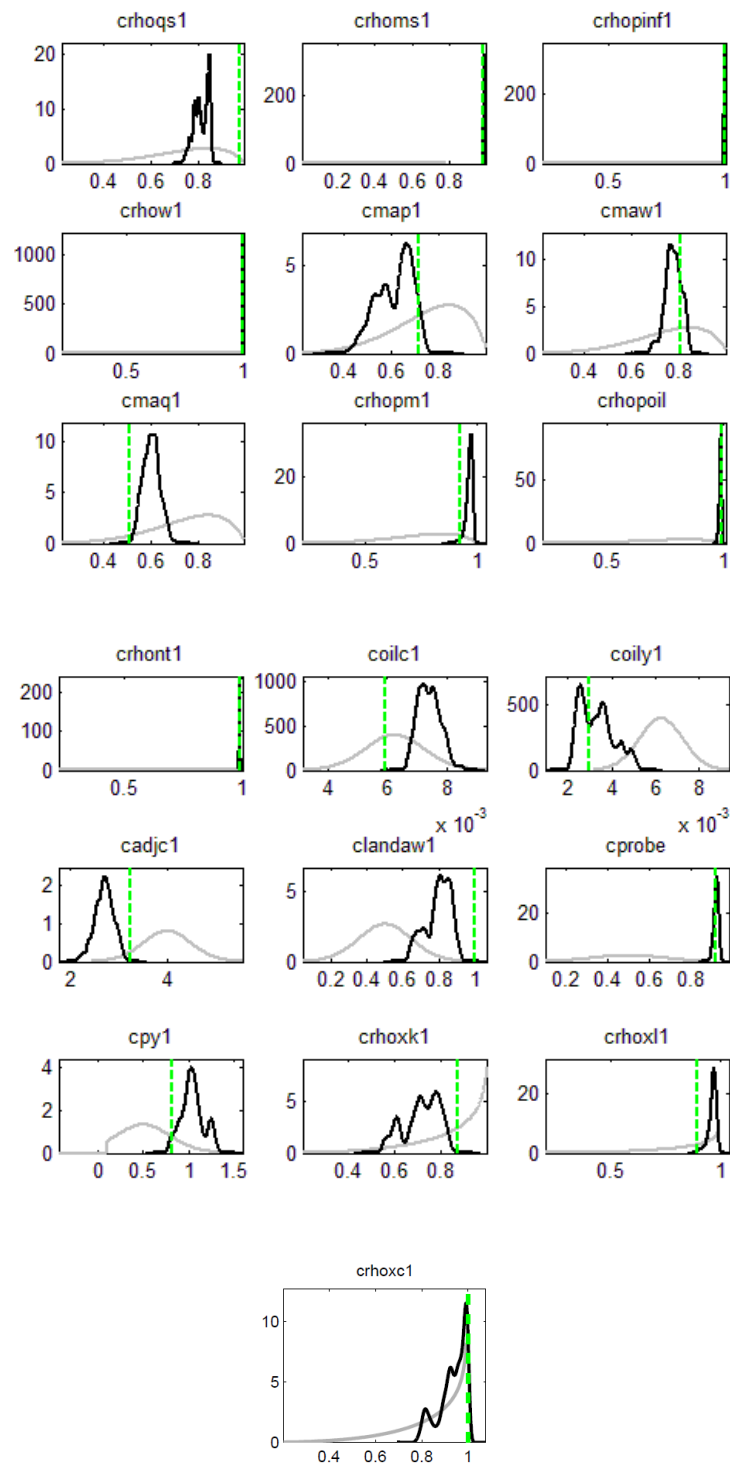 crhoqs1 crhoms1 crhopinf1
20
10
0
0.4 0.6 0.8
200
0
0.2 0.4 0.6 0.8
200
0
0.5 1
crhow1 cmap1 cmaw1
1000
500
0
0.5 1
5
0
0.4 0.6 0.8
10
5
0
0.4 0.6 0.8
cmaq1 crhopm1 crhopoil
10
5
0
0.4 0.6 0.8
20
0
0.5 1
50
0
0.5 1
crhont1 coilc1 coily1
200
100
0
0.5 1
1000
500
0
4 6 8
x 10-3
500
0
2 4 6 8
x 10-3
cadjc1 clandaw1 cprobe
2
1
0
2 4
5
0
0.2 0.4 0.6 0.8 1
20
0
0.2 0.4 0.6 0.8
cpy1 crhoxk1 crhoxl1
4
2
0
0 0.5 1 1.5
5
0
0.4 0.6 0.8
20
0
0.5 1
crhoxc1
10
5
0
0.4 0.6 0.8 1